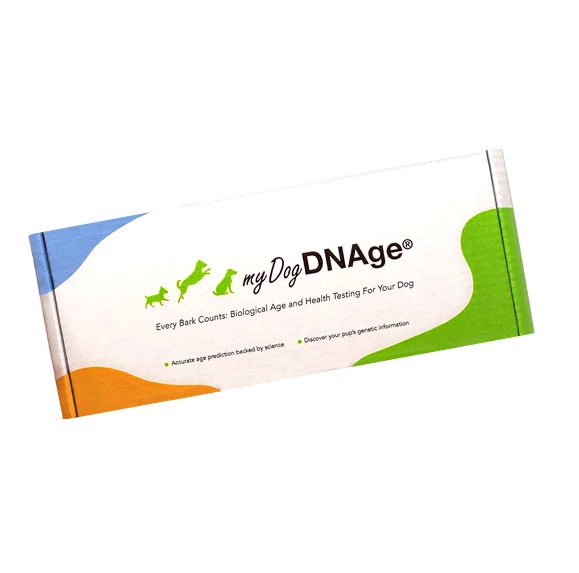 myDogDNAge®
Every Bark Counts: Biological Age and Health Testing For Your Dog
Accurate age prediction backed by science
Discover your pup's genetic information